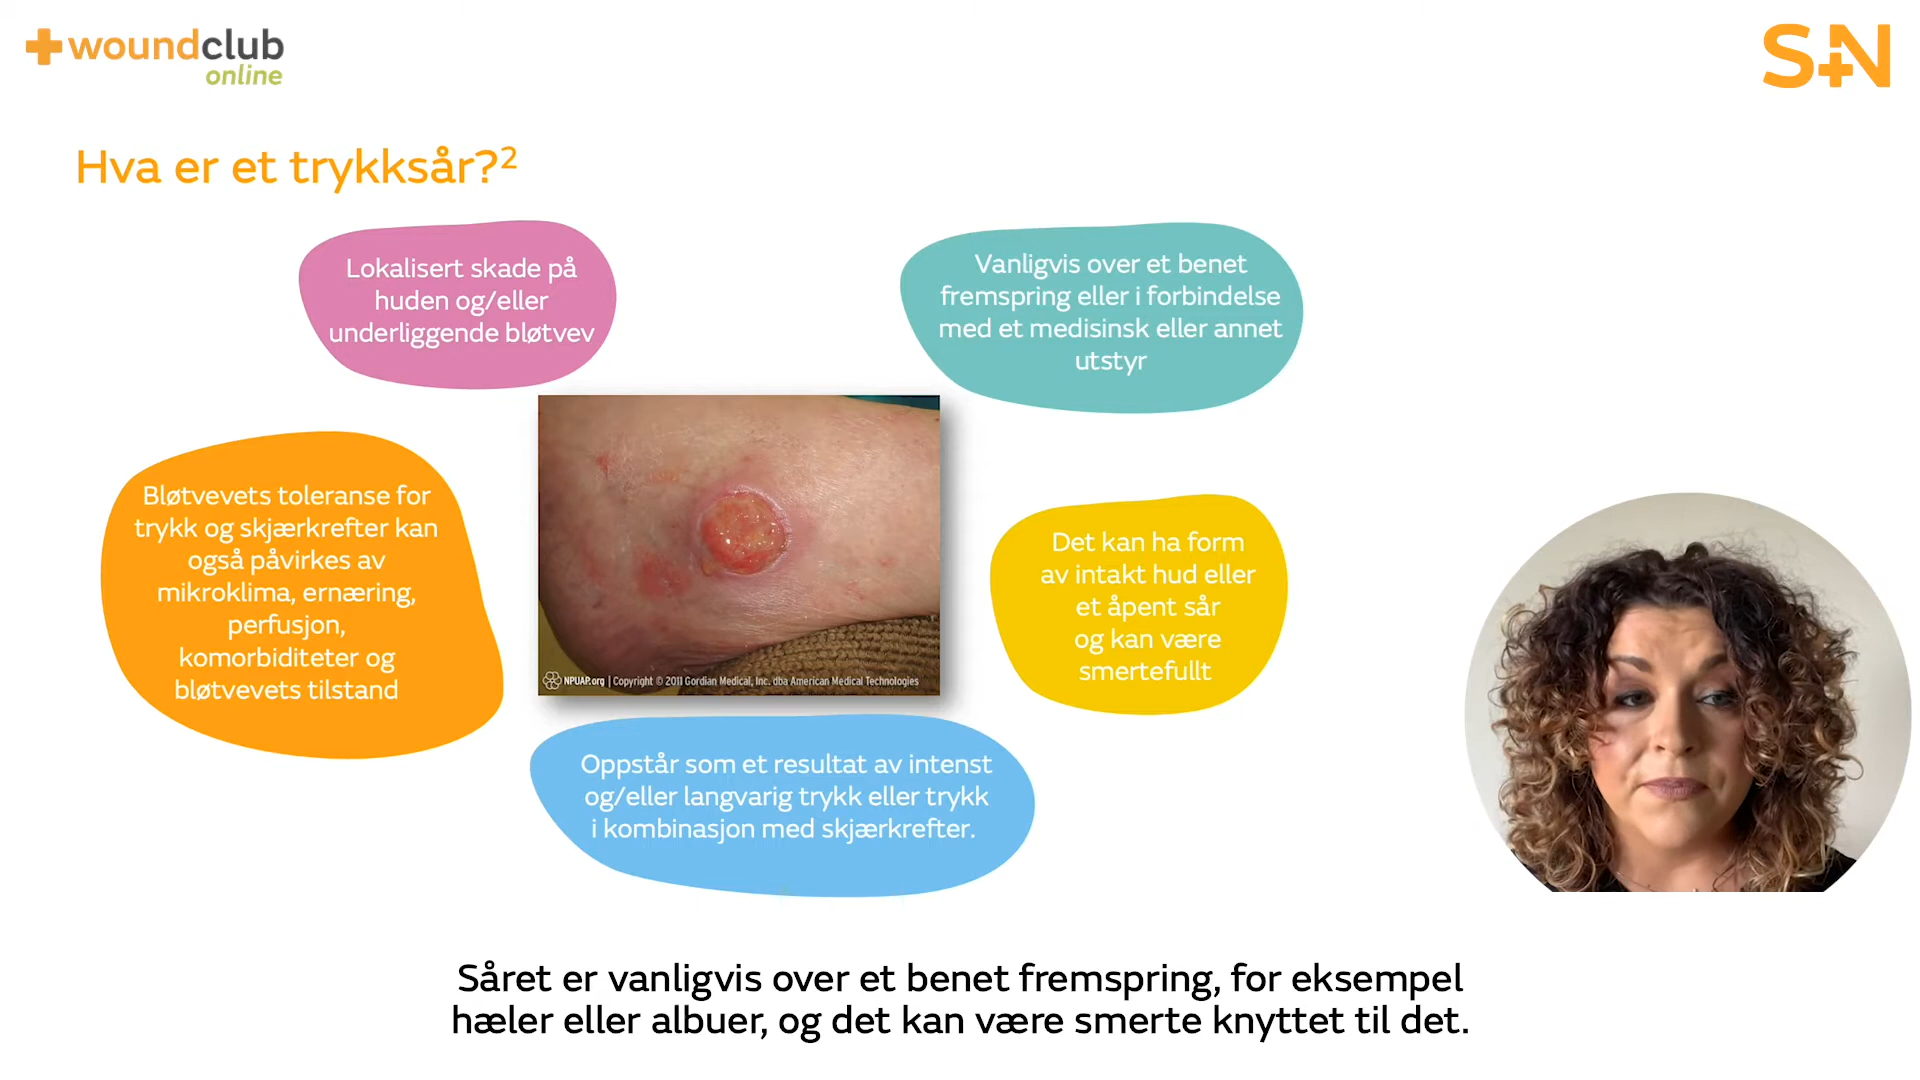 woundclub
online
S+N
Hva er et trykksår?²
Lokalisert skade på
huden og/eller
underliggende bløtvev
Vanligvis over et benet
fremspring eller i forbindelse
med et medisinsk eller annet
utstyr
Bløtvevets toleranse for
trykk og skjærkrefter kan
også påvirkes av
mikroklima, ernæring,
perfusjon,
komorbiditeter og
bløtvevets tilstand
Det kan ha form
av intakt hud eller
et åpent sår
og kan være
smertefullt
NPUAP.org | Copyright © 2011 Gordian Medical, Inc. dba American Medical Technologies
Oppstår som et resultat av intenst
og/eller langvarig trykk eller trykk
i kombinasjon med skjærkrefter.
Såret er vanligvis over et benet fremspring, for eksempel
hæler eller albuer, og det kan være smerte knyttet til det.